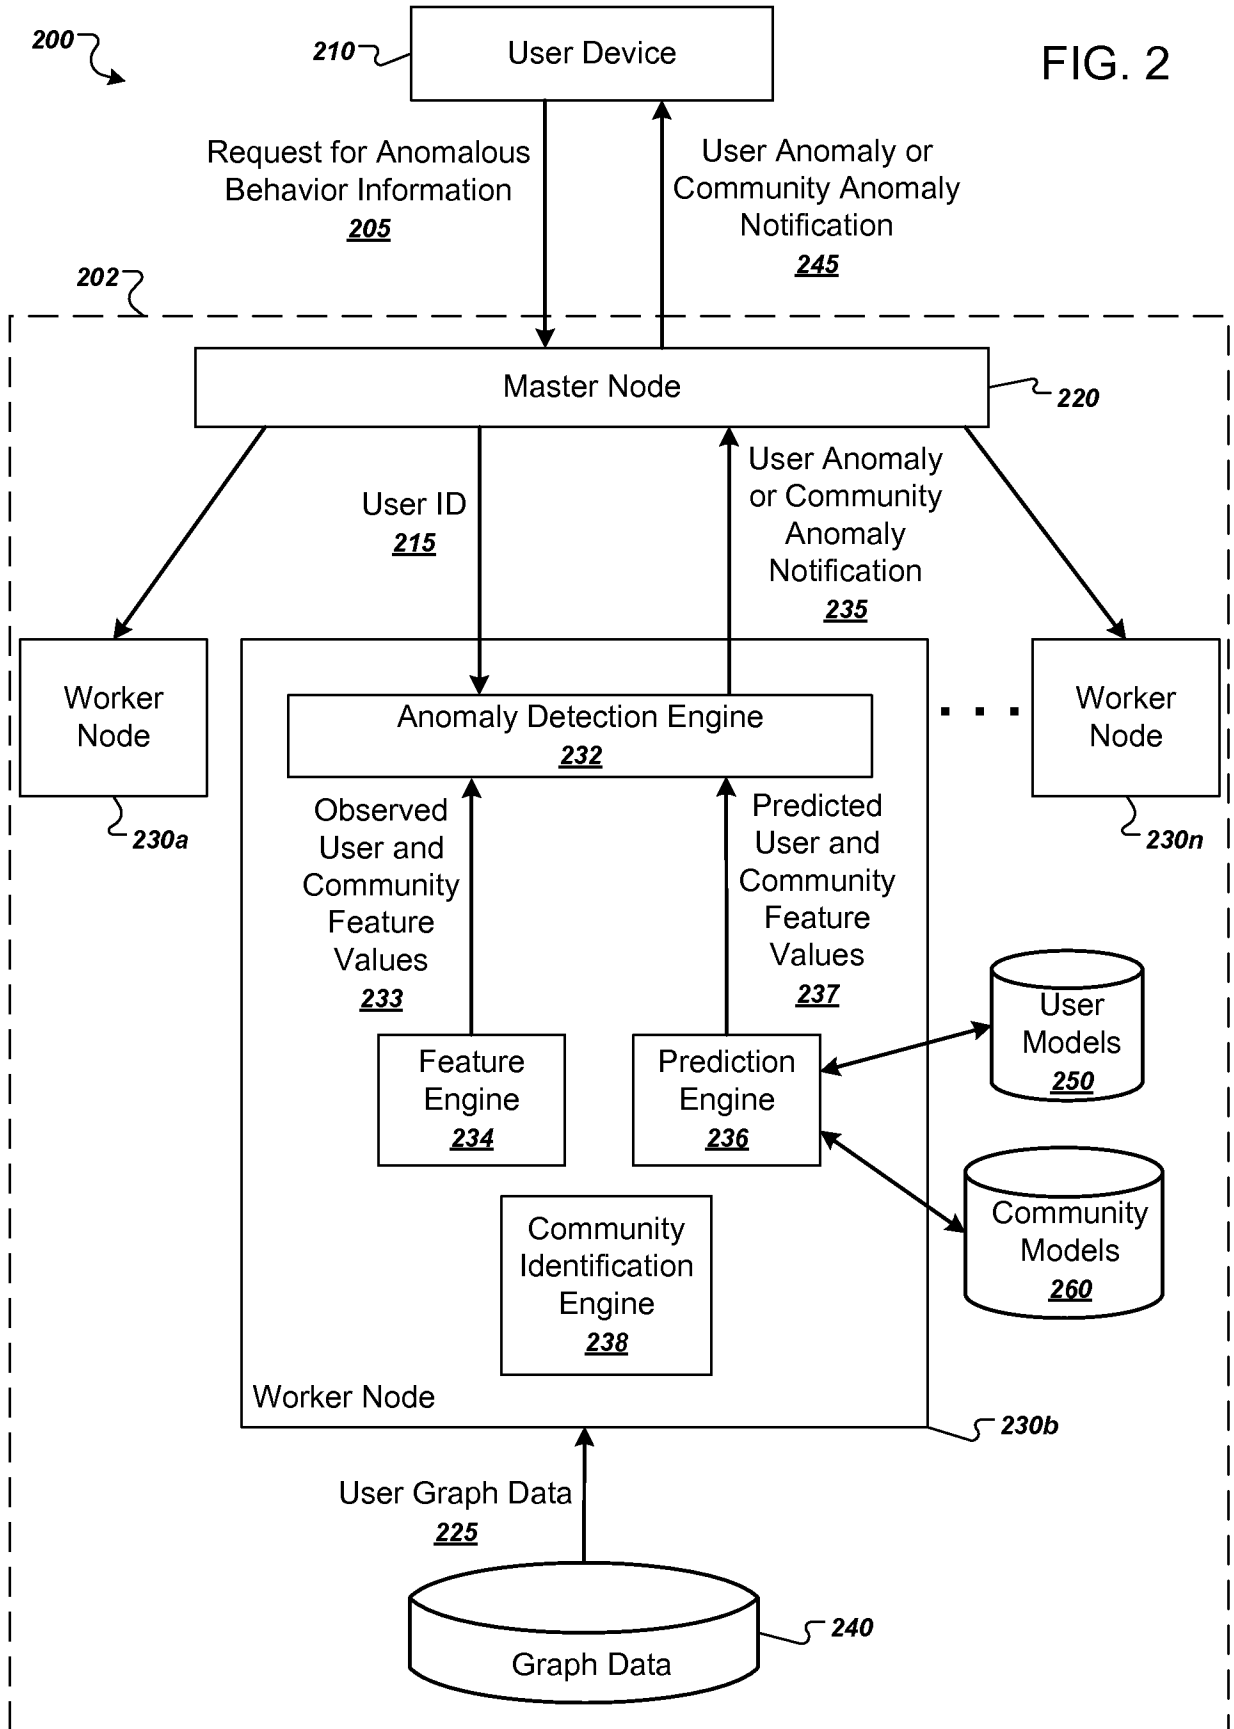 200
210
User Device
FIG. 2
Request for Anomalous
Behavior Information
205
User Anomaly or
Community Anomaly
Notification
245
202
Master Node
220
User ID
215
User Anomaly
or Community
Anomaly
Notification
235
Worker
Node
230a
Anomaly Detection Engine
232
. . .
Worker
Node
230n
Observed
User and
Community
Feature
Values
233
Predicted
User and
Community
Feature
Values
237
Feature
Engine
234
Prediction
Engine
236
User
Models
250
Community
Models
260
Community
Identification
Engine
238
Worker Node
230b
User Graph Data
225
240
Graph Data